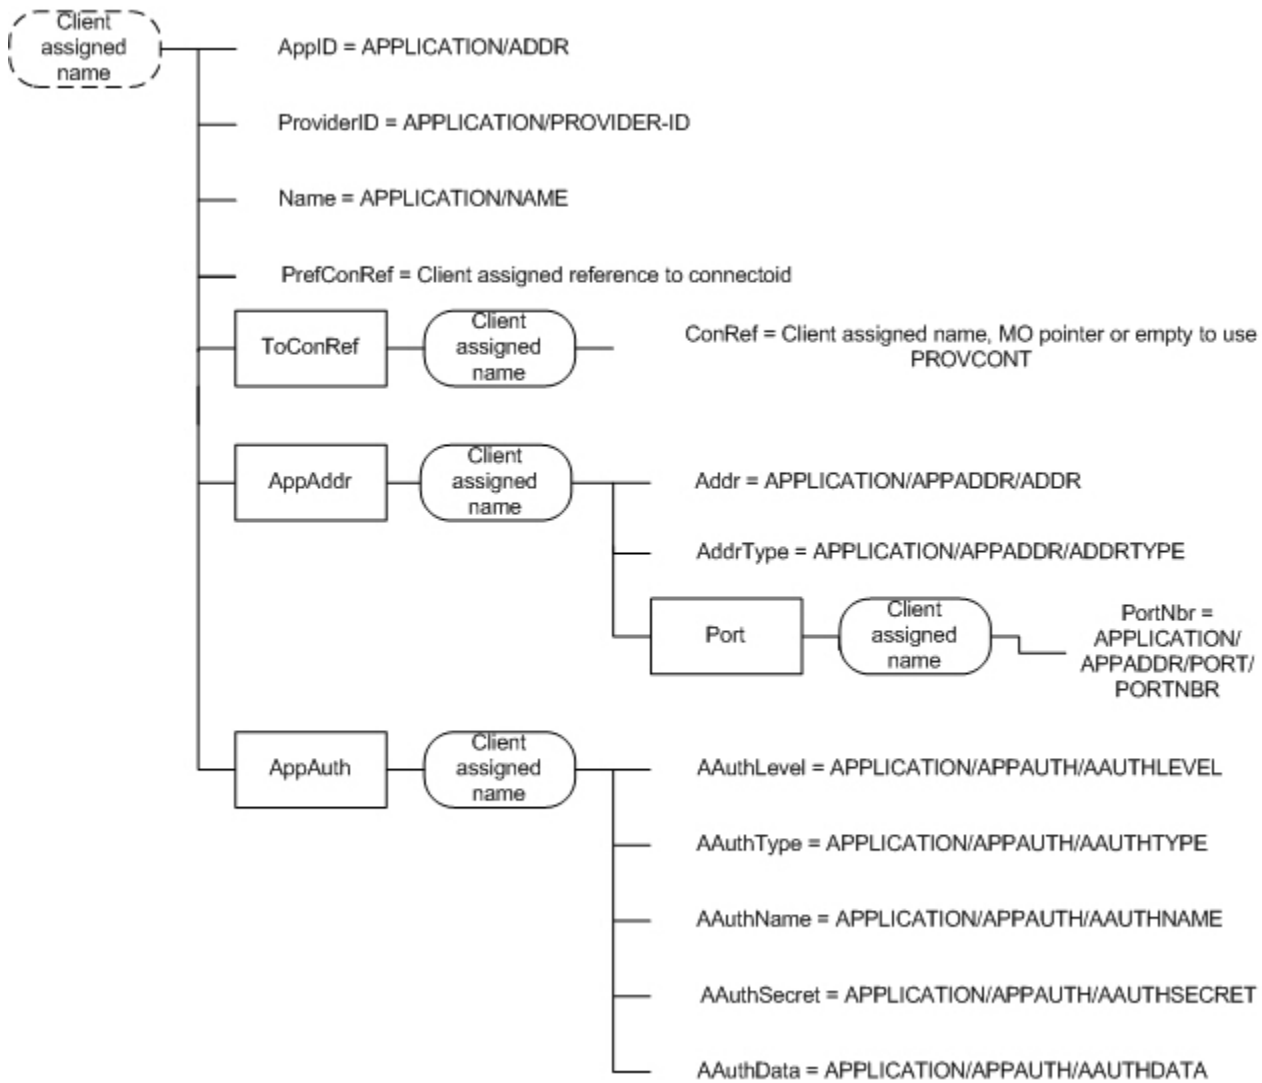 Client
assigned
name
AppID = APPLICATION/ADDR
ProviderID = APPLICATION/PROVIDER-ID
Name = APPLICATION/NAME
PrefConRef = Client assigned reference to connectoid
ToConRef
Client
assigned
name
ConRef = Client assigned name, MO pointer or empty to use
PROVCONT
AppAddr
Client
assigned
name
Addr = APPLICATION/APPADDR/ADDR
AddrType = APPLICATION/APPADDR/ADDRTYPE
Port
Client
assigned
name
PortNbr =
APPLICATION/
APPADDR/PORT/
PORTNBR
AppAuth
Client
assigned
name
AAuthLevel = APPLICATION/APPAUTH/AAUTHLEVEL
AAuthType = APPLICATION/APPAUTH/AAUTHTYPE
AAuthName = APPLICATION/APPAUTH/AAUTHNAME
AAuthSecret = APPLICATION/APPAUTH/AAUTHSECRET
AAuthData = APPLICATION/APPAUTH/AAUTHDATA